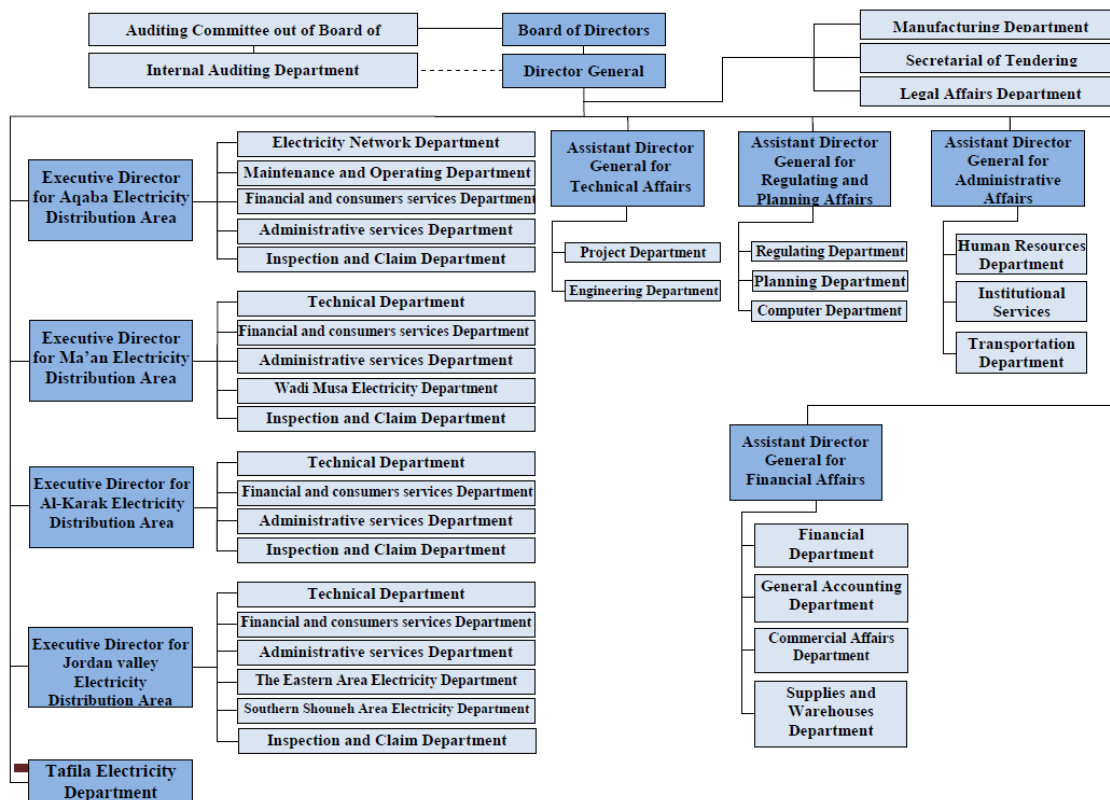 Auditing Committee out of Board of
Board of Directors
Manufacturing Department
Internal Auditing Department
Director General
Secretarial of Tendering
Legal Affairs Department
Executive Director
for Aqaba Electricity
Distribution Area
Electricity Network Department
Maintenance and Operating Department
Financial and consumers services Department
Administrative services Department
Inspection and Claim Department
Assistant Director
General for
Technical Affairs
Project Department
Engineering Department
Assistant Director
General for
Regulating and
Planning Affairs
Regulating Department
Planning Department
Computer Department
Assistant Director
General for
Administrative
Affairs
Human Resources
Department
Institutional
Services
Transportation
Department
Executive Director
for Ma'an Electricity
Distribution Area
Technical Department
Financial and consumers services Department
Administrative services Department
Wadi Musa Electricity Department
Inspection and Claim Department
Executive Director for
Al-Karak Electricity
Distribution Area
Technical Department
Financial and consumers services Department
Administrative services Department
Inspection and Claim Department
Assistant Director
General for
Financial Affairs
Financial
Department
General Accounting
Department
Commercial Affairs
Department
Supplies and
Warehouses
Department
Executive Director for
Jordan valley
Electricity
Distribution Area
Technical Department
Financial and consumers services Department
Administrative services Department
The Eastern Area Electricity Department
Southern Shouneh Area Electricity Department
Inspection and Claim Department
Tafila Electricity
Department